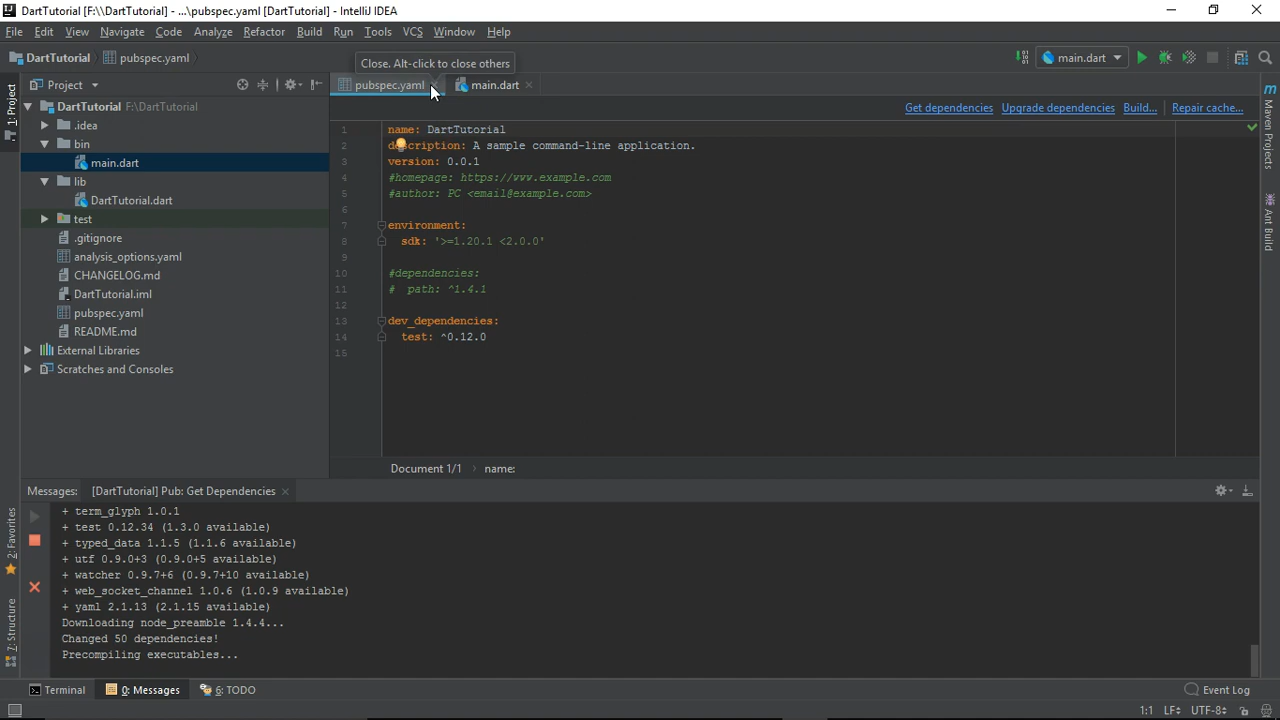 DartTutorial [F:\\DartTutorial] - ...\pubspec.yaml [DartTutorial] - IntelliJ IDEA
File Edit View Navigate Code Analyze Refactor Build Run Tools VCS Window Help
DartTutorial pubspec.yaml
Close. Alt-click to close others
main.dart
1: Project
Project
pubspec.yaml
main.dart
Get dependencies Upgrade dependencies Build... Repair cache...
DartTutorial F:\DartTutorial
.idea
bin
main.dart
lib
DartTutorial.dart
test
.gitignore
analysis_options.yaml
CHANGELOG.md
DartTutorial.iml
pubspec.yaml
README.md
External Libraries
Scratches and Consoles
1 name: DartTutorial
2 description: A sample command-line application.
3 version: 0.0.1
4 #homepage: https://www.example.com
5 #author: PC <email@example.com>
6
7 environment:
8 sdk: '>=1.20.1 <2.0.0'
9
10 #dependencies:
11 # path: ^1.4.1
12
13 dev_dependencies:
14 test: ^0.12.0
15
Maven Projects
Ant Build
Document 1/1 name:
Messages: [DartTutorial] Pub: Get Dependencies
+ term_glyph 1.0.1
+ test 0.12.34 (1.3.0 available)
+ typed_data 1.1.5 (1.1.6 available)
+ utf 0.9.0+3 (0.9.0+5 available)
+ watcher 0.9.7+6 (0.9.7+10 available)
+ web_socket_channel 1.0.6 (1.0.9 available)
+ yaml 2.1.13 (2.1.15 available)
Downloading node_preamble 1.4.4...
Changed 50 dependencies!
Precompiling executables...
2: Favorites
7: Structure
Terminal 0: Messages 6: TODO Event Log
1:1 LF UTF-8